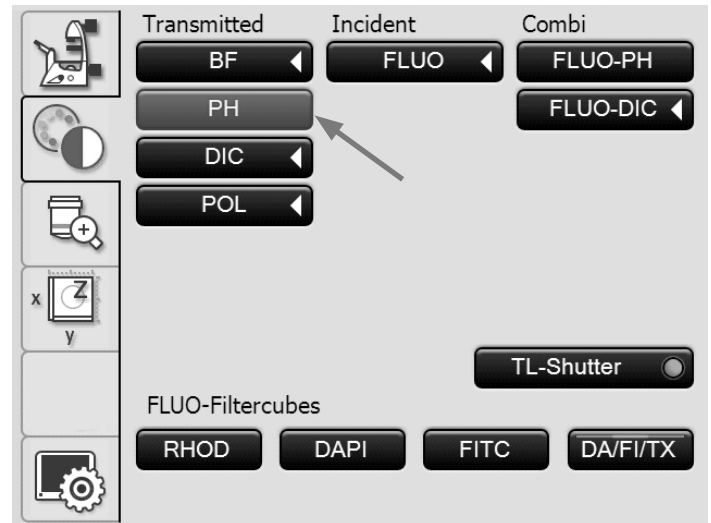 Transmitted Incident Combi
BF FLUO FLUO-PH
PH FLUO-DIC
DIC
POL
x Z
y
TL-Shutter
FLUO-Filtercubes
RHOD DAPI FITC DA/FI/TX